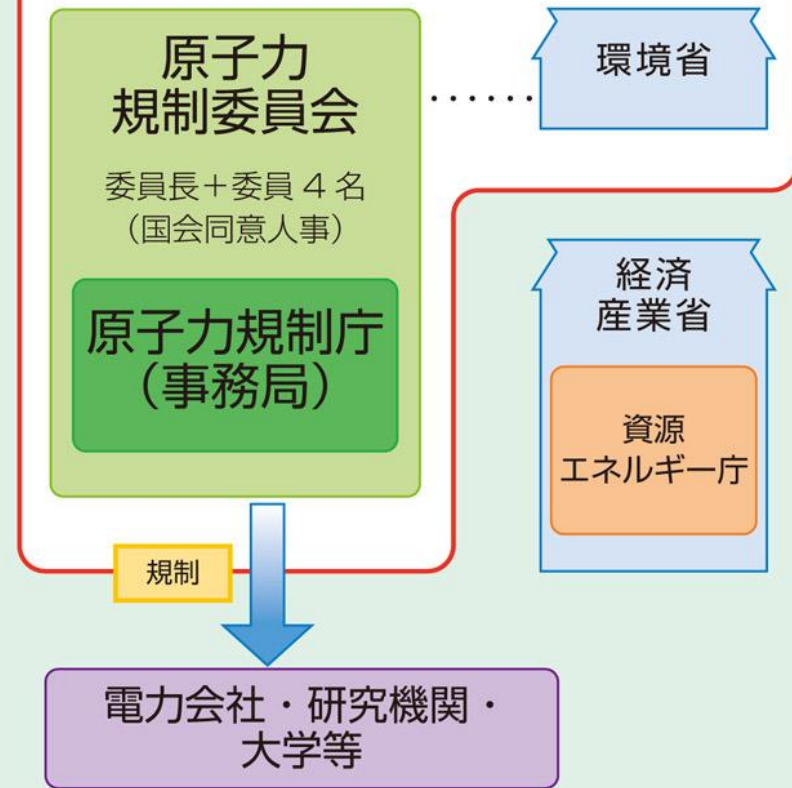 原子力
規制委員会
委員長＋委員４名
（国会同意人事）
原子力規制庁
（事務局）
環境省
経済
産業省
資源
エネルギー庁
規制
電力会社・研究機関・
大学等